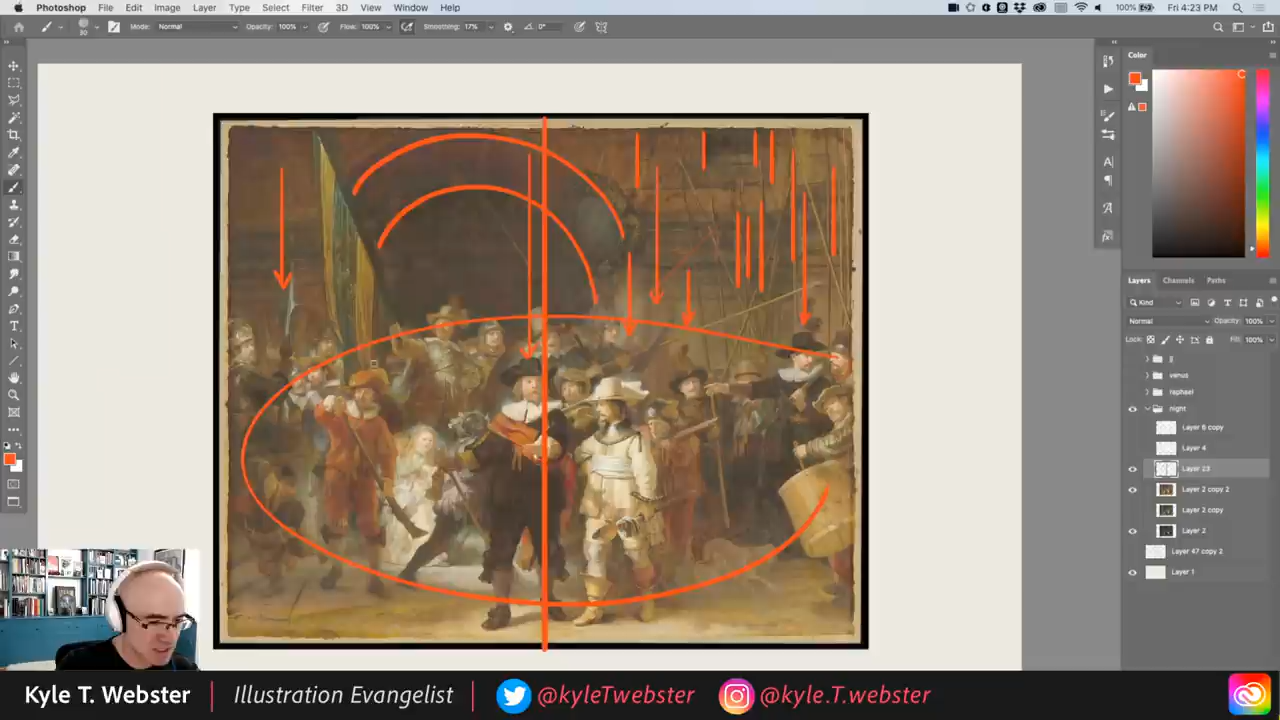 Photoshop File Edit Image Layer Type Select Filter 3D View Window Help 100% Fri 4:23 PM
Mode: Normal Opacity: 100% Flow: 100% Smoothing: 17% 0°
Color
Layers Channels Paths
Kind
Normal Opacity: 100%
Lock: Fill: 100%
venus
raphael
night
Layer 6 copy
Layer 4
Layer 23
Layer 2 copy 2
Layer 2 copy
Layer 2
Layer 47 copy 2
Layer 1
Kyle T. Webster | Illustration Evangelist @kyleTwebster @kyle.T.webster